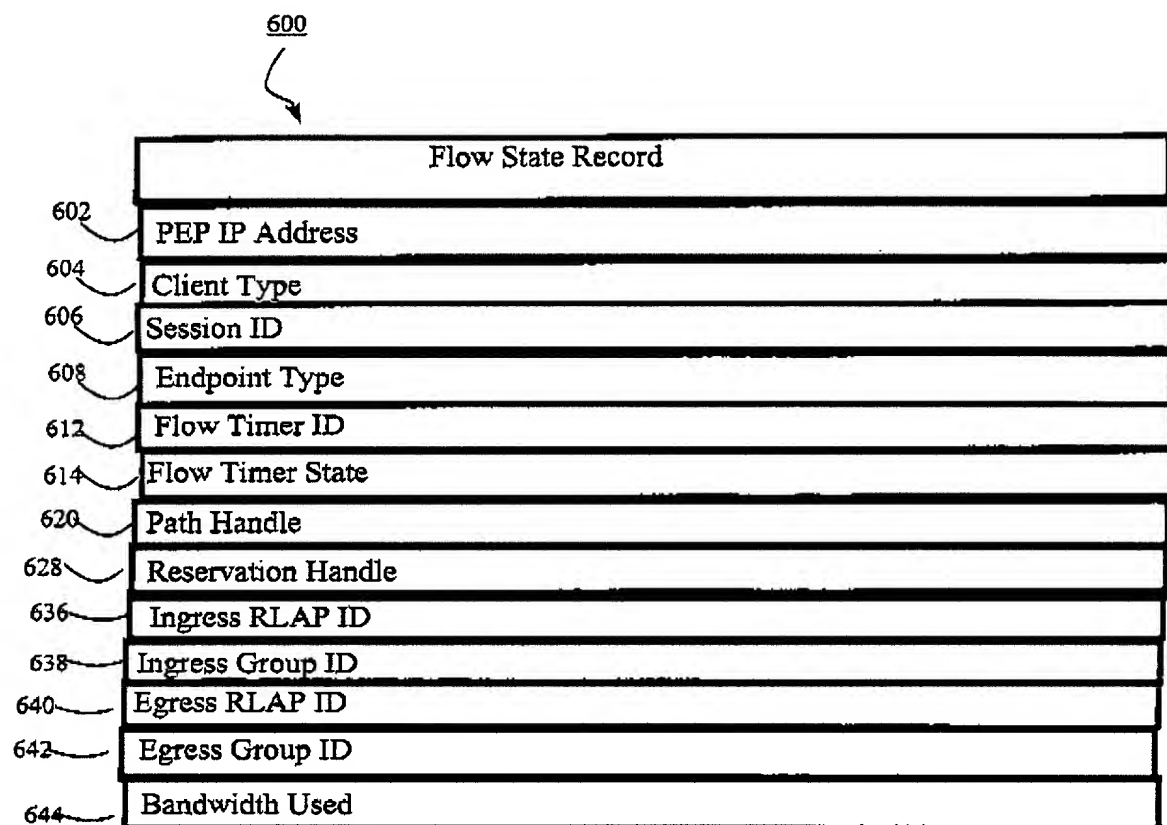 600
Flow State Record
602 PEP IP Address
604 Client Type
606 Session ID
608 Endpoint Type
612 Flow Timer ID
614 Flow Timer State
620 Path Handle
628 Reservation Handle
636 Ingress RLAP ID
638 Ingress Group ID
640 Egress RLAP ID
642 Egress Group ID
644 Bandwidth Used